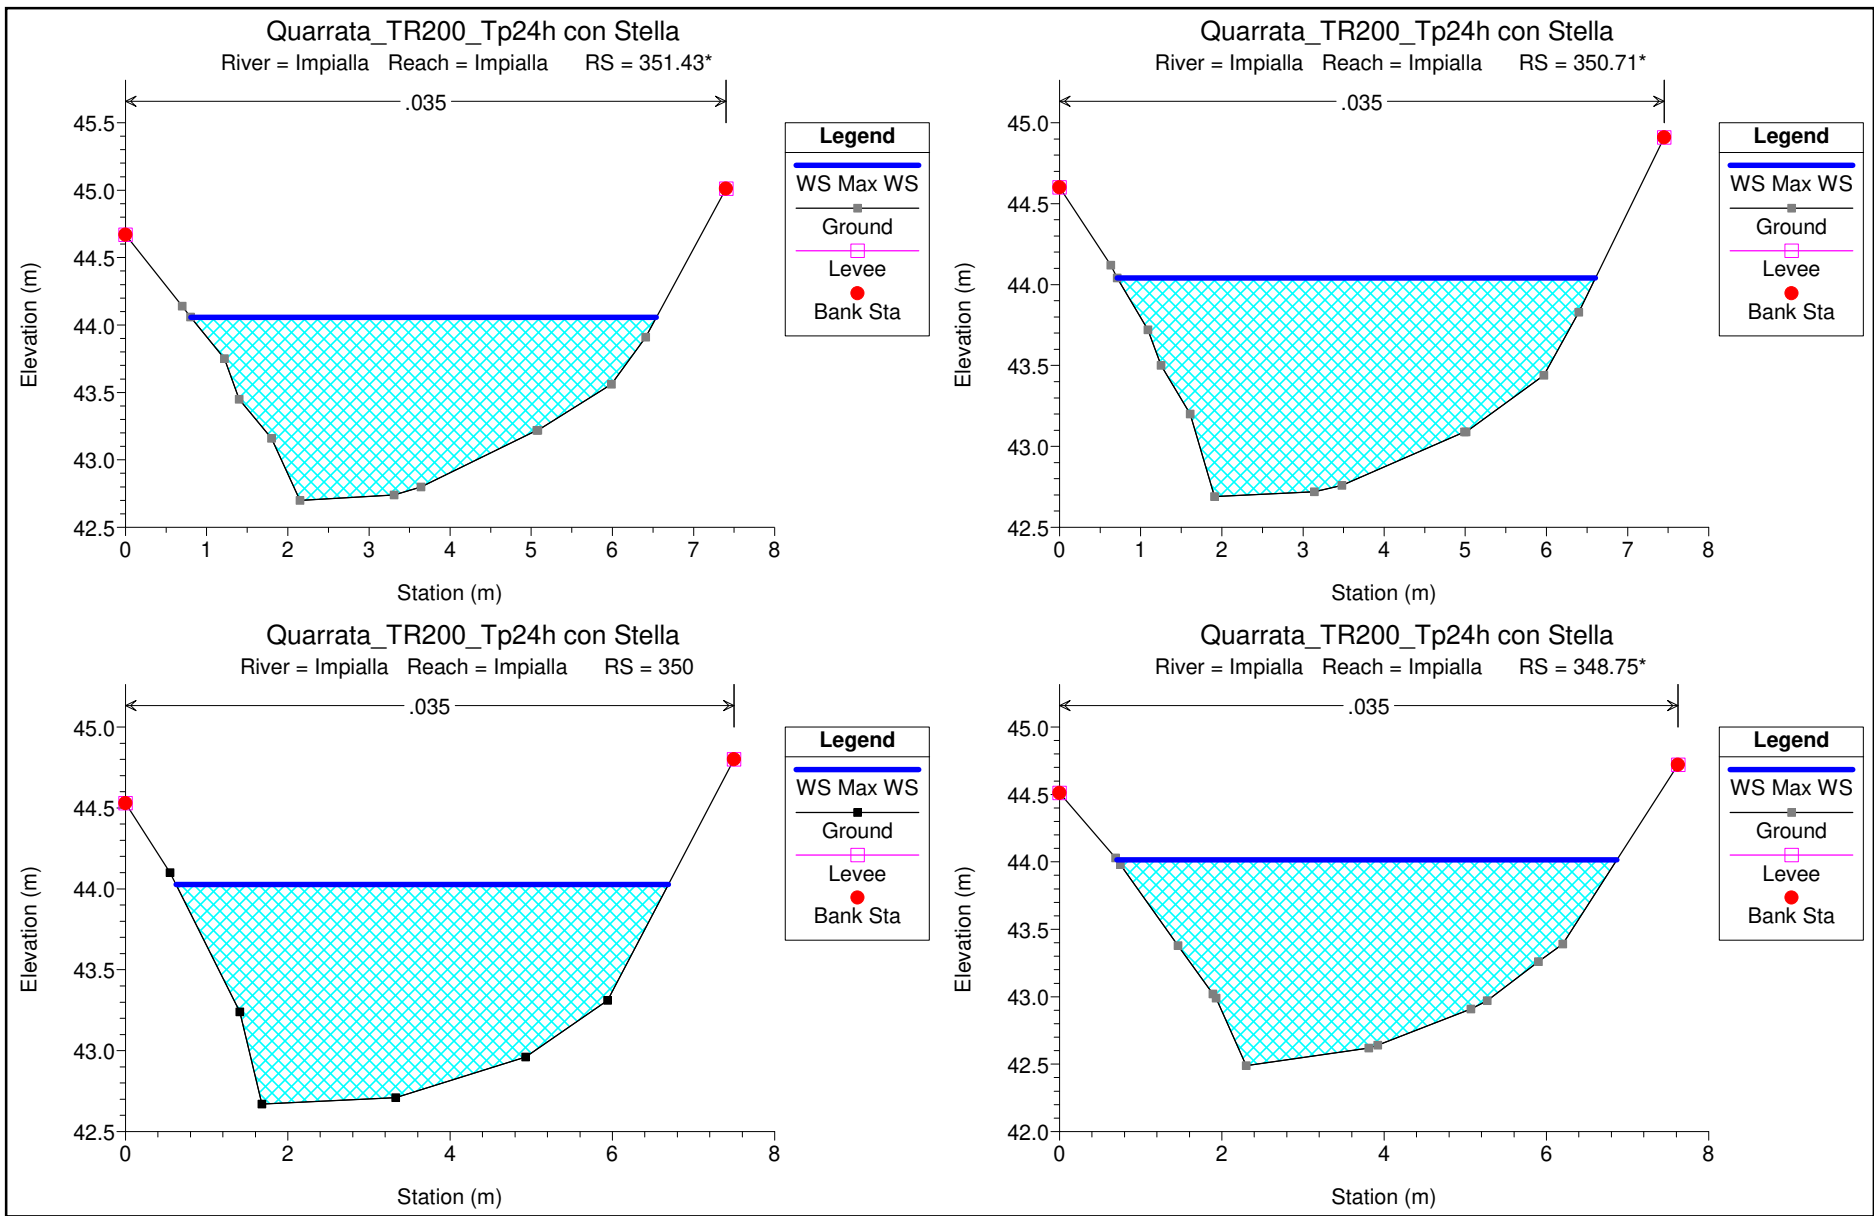 Quarrata_TR200_Tp24h con Stella
River = Impialla Reach = Impialla RS = 351.43*
.035
45.5
45.0
44.5
44.0
43.5
43.0
42.5
0 1 2 3 4 5 6 7 8
Elevation (m)
Station (m)
Legend
WS Max WS
Ground
Levee
Bank Sta
Quarrata_TR200_Tp24h con Stella
River = Impialla Reach = Impialla RS = 350.71*
.035
45.0
44.5
44.0
43.5
43.0
42.5
0 1 2 3 4 5 6 7 8
Elevation (m)
Station (m)
Legend
WS Max WS
Ground
Levee
Bank Sta
Quarrata_TR200_Tp24h con Stella
River = Impialla Reach = Impialla RS = 350
.035
45.0
44.5
44.0
43.5
43.0
42.5
0 2 4 6 8
Elevation (m)
Station (m)
Legend
WS Max WS
Ground
Levee
Bank Sta
Quarrata_TR200_Tp24h con Stella
River = Impialla Reach = Impialla RS = 348.75*
.035
45.0
44.5
44.0
43.5
43.0
42.5
42.0
0 2 4 6 8
Elevation (m)
Station (m)
Legend
WS Max WS
Ground
Levee
Bank Sta